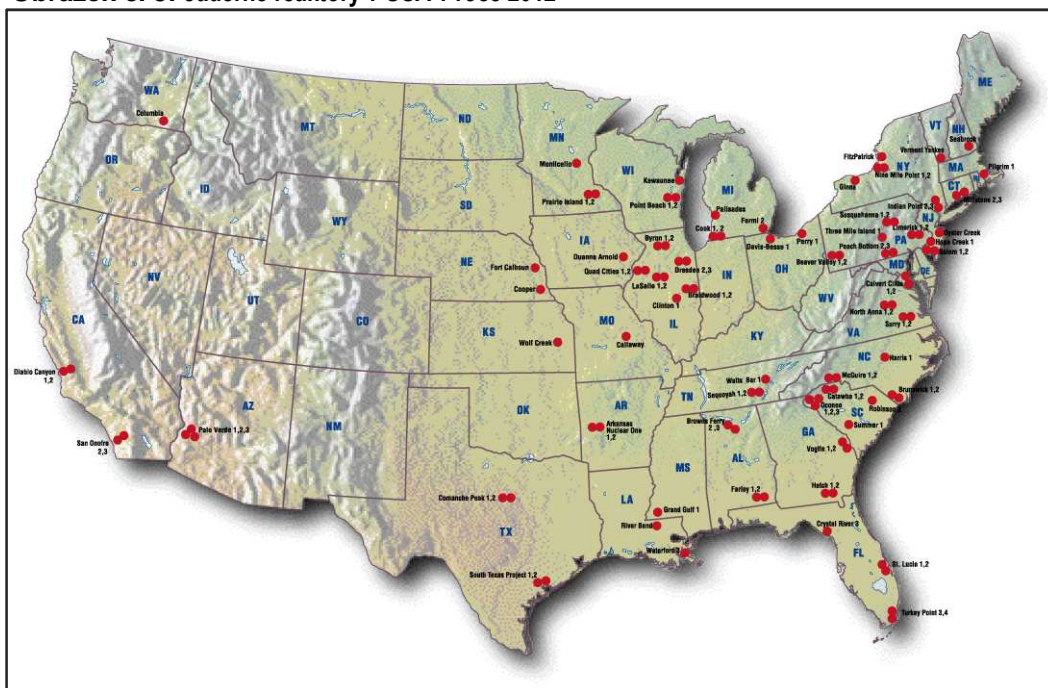 WA
Columbia
OR
ID
MT
ND
SD
WY
NE
NV
UT
CO
CA
AZ
NM
KS
OK
TX
MN
Monticello
Prairie Island 1,2
WI
Kewaunee
Point Beach 1,2
MI
Palisades
Cook 1, 2
Fermi 2
Davis-Besse 1
Perry 1
IA
Duanna Arnold
Fort Calhoun
Cooper
Byron 1,2
Quad Cities 1,2
Dresden 2,3
LaSalle 1,2
Braidwood 1,2
Clinton 1
IL
IN
OH
Beaver Valley 1,2
ME
VT
NH
Seabrook
Vermont Yankee
MA
Pilgrim 1
FitzPatrick
NY
Nine Mile Point 1,2
Ginna
CT
Millstone 2,3
Indian Point 2,3
Susquehanna 1,2
NJ
Three Mile Island 1
Limerick 1,2
Oyster Creek
PA
Hope Creek 1
Peach Bottom 2,3
Salem 1,2
MD
DE
Calvert Cliffs
1,2
WV
VA
North Anna 1,2
Surry 1,2
KY
MO
Callaway
Wolf Creek
NC
Harris 1
McGuire 1,2
Brunswick 1,2
Catawba 1,2
Robinson 2
Oconee
1,2,3
SC
Summer 1
TN
Watts Bar 1
Sequoyah 1,2
AR
Arkansas
Nuclear One
1,2
Diablo Canyon
1,2
San Onofre
2,3
Palo Verde 1,2,3
MS
AL
Browns Ferry
GA
Vogtle 1,2
Hatch 1,2
Farley 1,2
Comanche Peak 1,2
South Texas Project 1,2
LA
Grand Gulf 1
River Bend
Waterford 3
Crystal River 3
FL
St. Lucie 1,2
Turkey Point 3,4